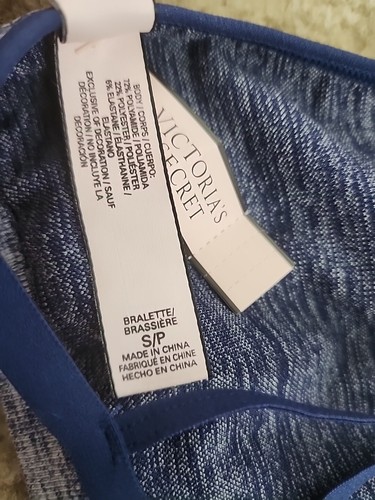 BODY / CORPS / CUERPO:
72% POLYAMIDE / POLIAMIDA
22% POLYESTER / POLIÉSTER
6% ELASTANE / ÉLASTHANNE /
ELASTANO
EXCLUSIVE OF DECORATION / SAUF
DÉCORATION / NO INCLUYE LA
DECORACIÓN
BRALETTE/
BRASSIÈRE
S/P
MADE IN CHINA
FABRIQUÉ EN CHINE
HECHO EN CHINA
VICTORIA'S
SECRET